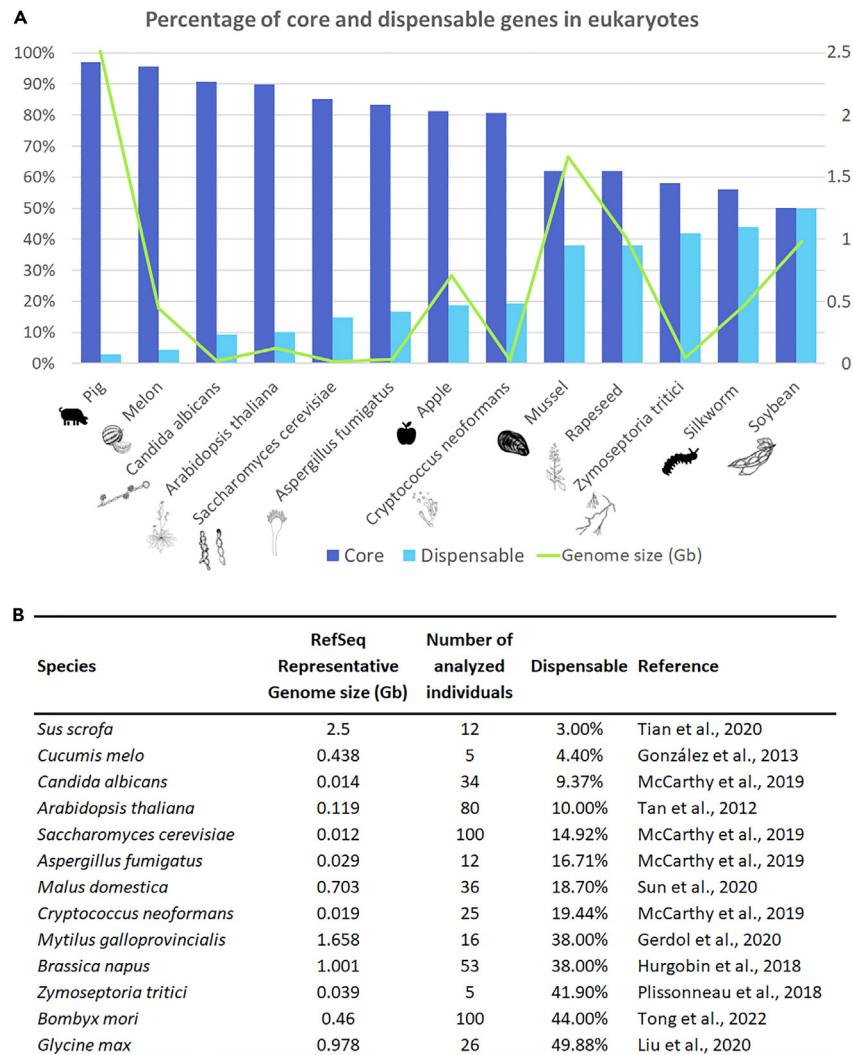 A
Percentage of core and dispensable genes in eukaryotes
100%
90%
80%
70%
60%
50%
40%
30%
20%
10%
0%
2.5
2
1.5
1
0.5
0
Pig
Melon
Candida albicans
Arabidopsis thaliana
Saccharomyces cerevisiae
Aspergillus fumigatus
Apple
Cryptococcus neoformans
Mussel
Rapeseed
Zymoseptoria tritici
Silkworm
Soybean
Core Dispensable Genome size (Gb)
B
Species RefSeq Representative Genome size (Gb) Number of analyzed individuals Dispensable Reference
Sus scrofa 2.5 12 3.00% Tian et al., 2020
Cucumis melo 0.438 5 4.40% González et al., 2013
Candida albicans 0.014 34 9.37% McCarthy et al., 2019
Arabidopsis thaliana 0.119 80 10.00% Tan et al., 2012
Saccharomyces cerevisiae 0.012 100 14.92% McCarthy et al., 2019
Aspergillus fumigatus 0.029 12 16.71% McCarthy et al., 2019
Malus domestica 0.703 36 18.70% Sun et al., 2020
Cryptococcus neoformans 0.019 25 19.44% McCarthy et al., 2019
Mytilus galloprovincialis 1.658 16 38.00% Gerdol et al., 2020
Brassica napus 1.001 53 38.00% Hurgobin et al., 2018
Zymoseptoria tritici 0.039 5 41.90% Plissonneau et al., 2018
Bombyx mori 0.46 100 44.00% Tong et al., 2022
Glycine max 0.978 26 49.88% Liu et al., 2020